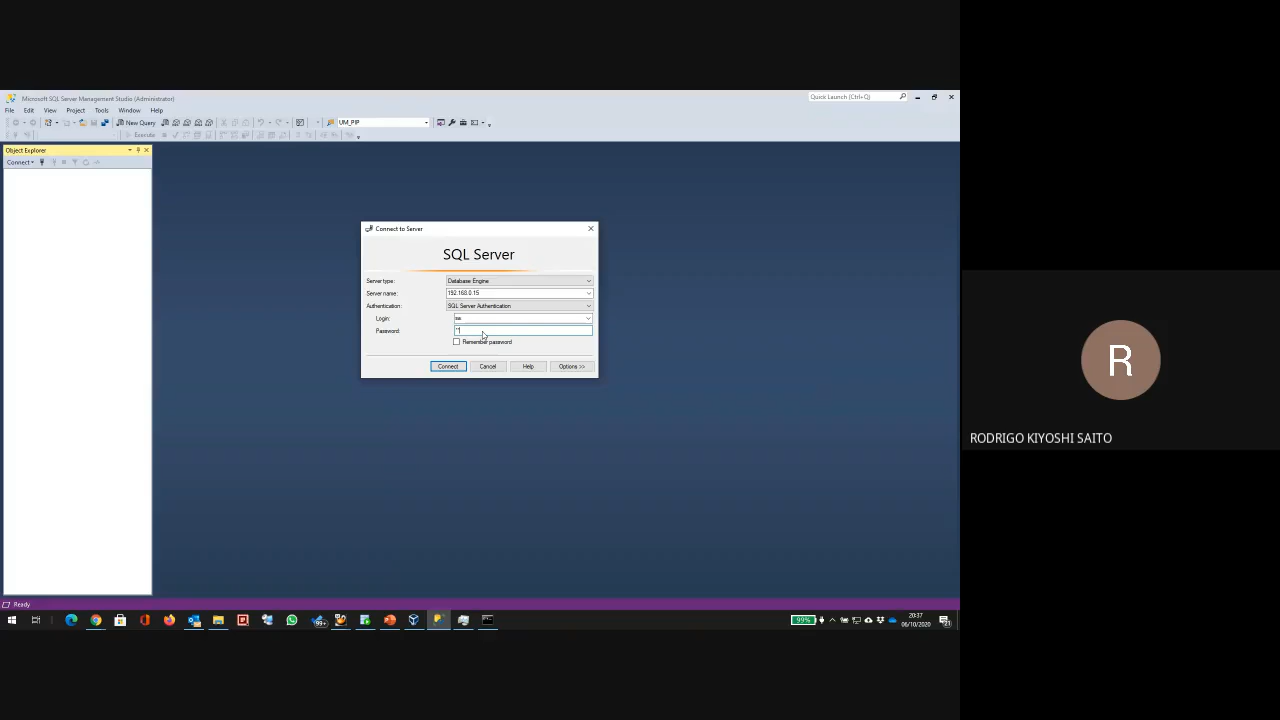 Microsoft SQL Server Management Studio (Administrator)
Quick Launch (Ctrl+Q)
File Edit View Project Tools Window Help
New Query
UM_PIP
Execute
Object Explorer
Connect
Connect to Server
SQL Server
Server type: Database Engine
Server name: 192.168.0.15
Authentication: SQL Server Authentication
Login: sa
Password: **
Remember password
Connect Cancel Help Options >>
R
RODRIGO KIYOSHI SAITO
Ready
99+
99%
20:37
06/10/2020